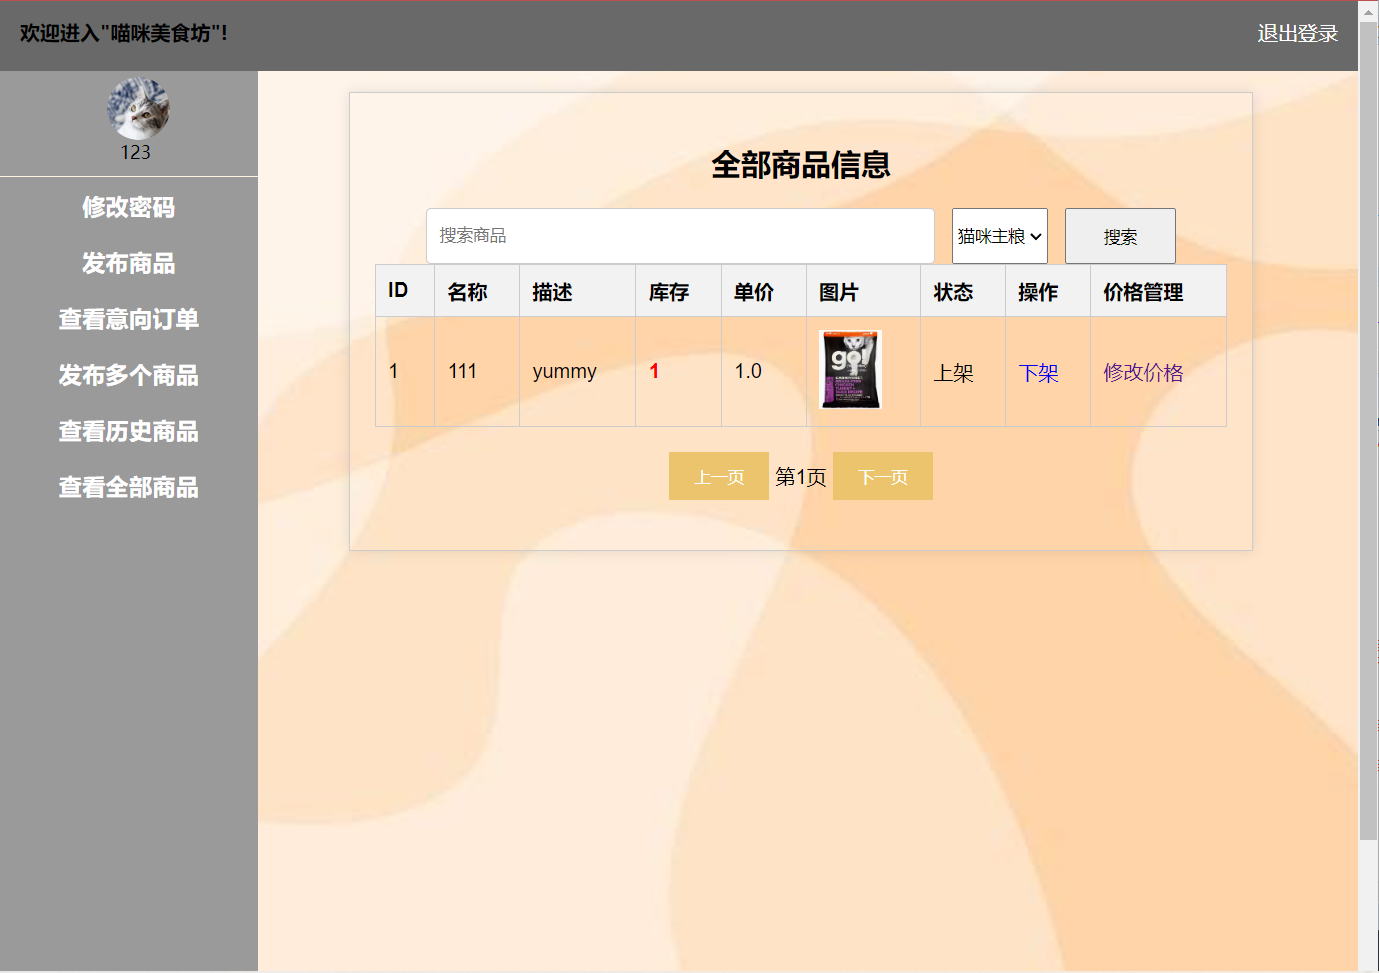 欢迎进入"喵咪美食坊"!
退出登录
123
修改密码
发布商品
查看意向订单
发布多个商品
查看历史商品
查看全部商品
全部商品信息
搜索商品
猫咪主粮
搜索
ID 名称 描述 库存 单价 图片 状态 操作 价格管理
1 111 yummy 1 1.0 go! 上架 下架 修改价格
上一页 第1页 下一页